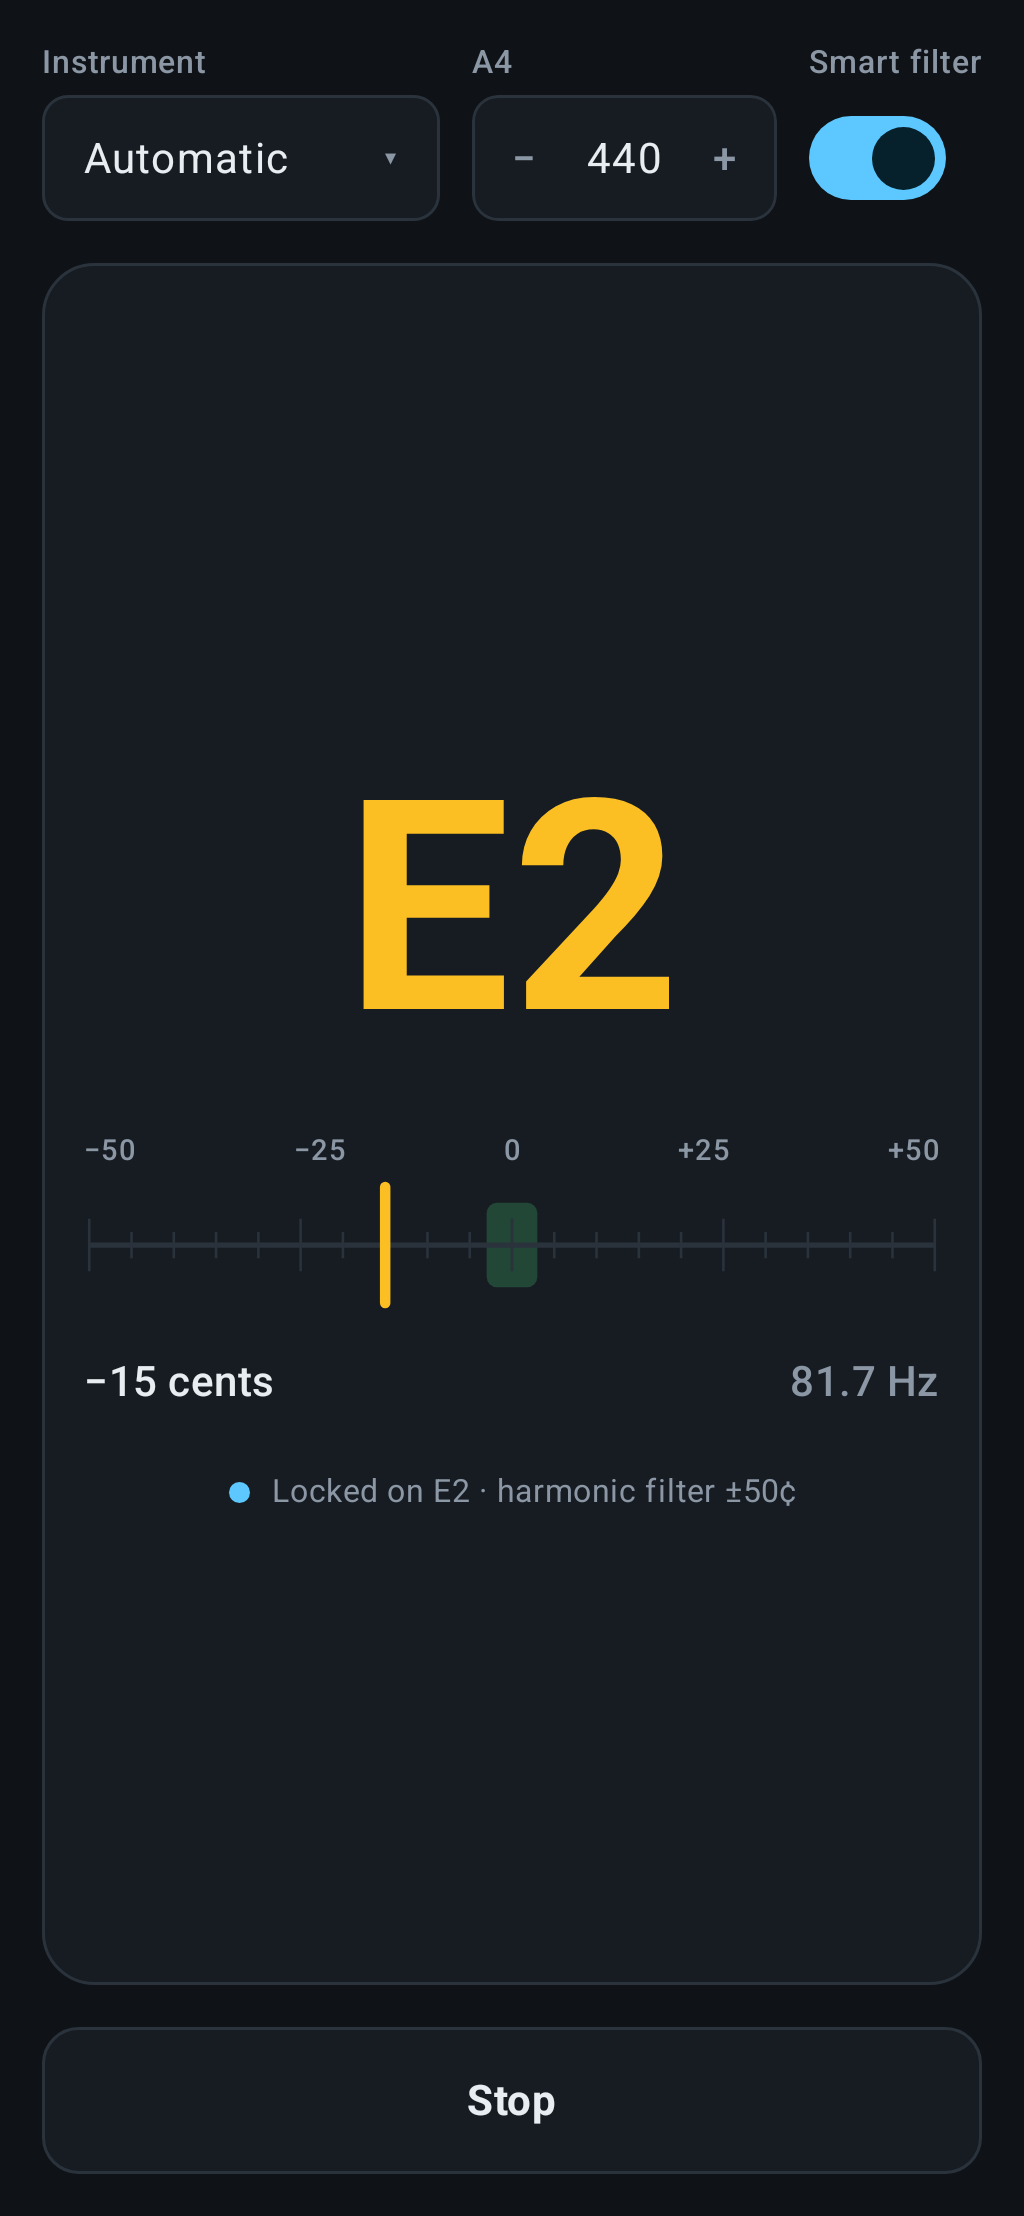 Instrument A4 Smart filter
Automatic ▼ − 440 +
E2
−50 −25 0 +25 +50
−15 cents 81.7 Hz
Locked on E2 · harmonic filter ±50¢
Stop